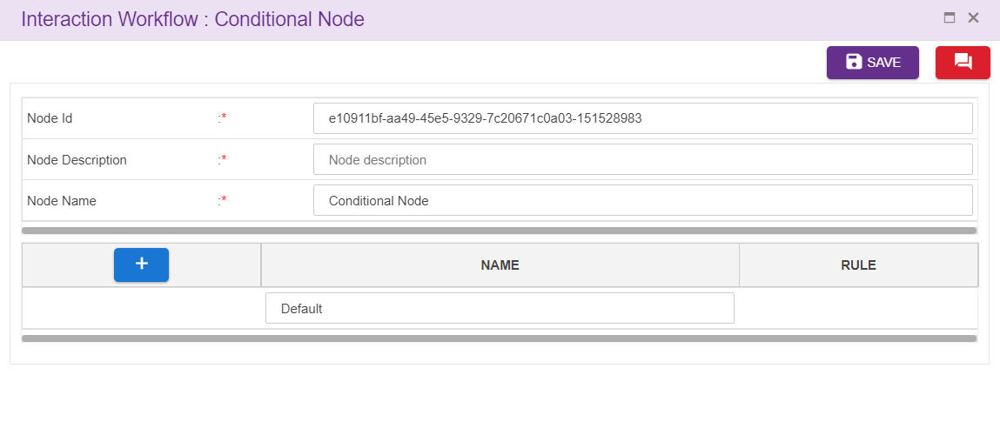 Interaction Workflow : Conditional Node
SAVE
Node Id :* e10911bf-aa49-45e5-9329-7c20671c0a03-151528983
Node Description :* Node description
Node Name :* Conditional Node
+ NAME RULE
Default